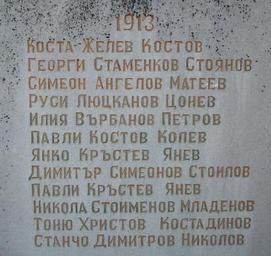 1913
Коста Желев Костов
Георги Стаменков Стоянов
Симеон Ангелов Матеев
Руси Люцканов Цонев
Илия Върбанов Петров
Павли Костов Колев
Янко Кръстев Янев
Димитър Симеонов Стоилов
Павли Кръстев Янев
Никола Стоименов Младенов
Тоню Христов Костадинов
Станчо Димитров Николов